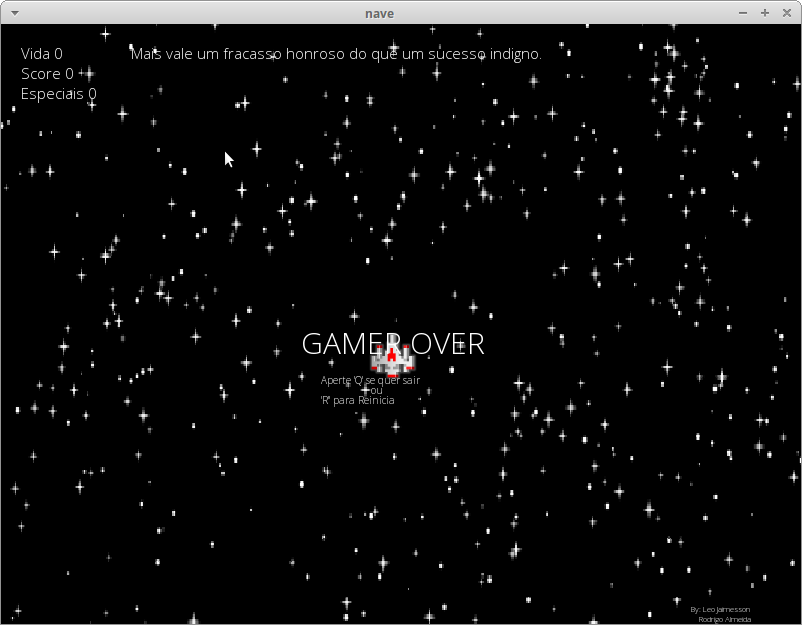 nave
Vida 0
Mais vale um fracasso honroso do que um sucesso indigno.
Score 0
Especiais 0
GAMER OVER
Aperte 'Q' se quer sair
ou
'R' para Reinicia
By: Leo Jaimesson
Rodrigo Almeida